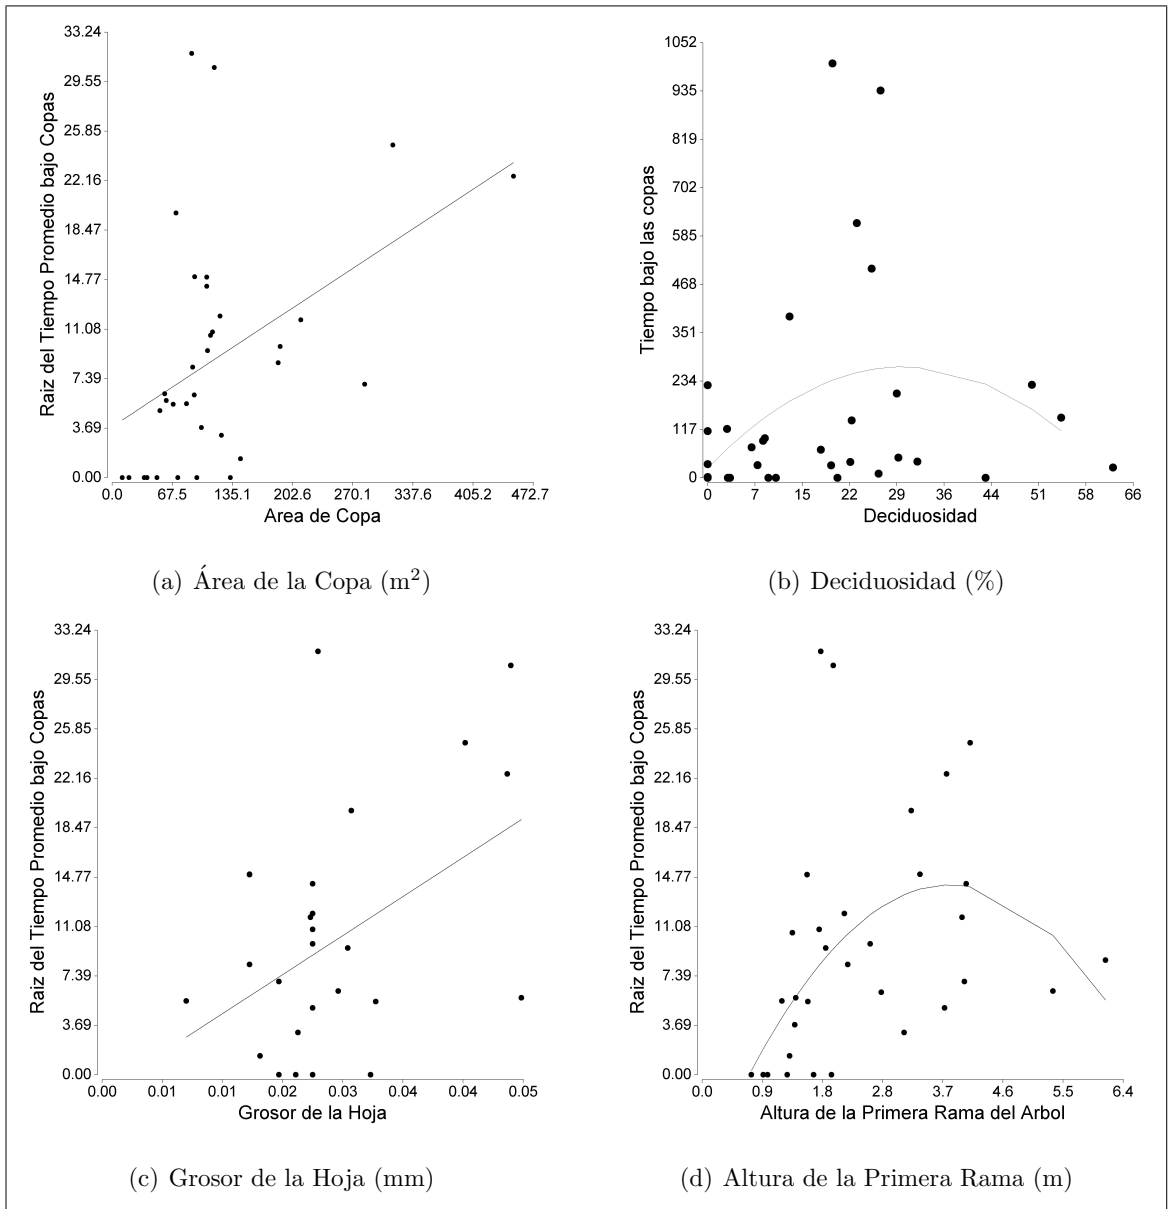 33.24
29.55
25.85
22.16
18.47
14.77
11.08
7.39
3.69
0.00
Raiz del Tiempo Promedio bajo Copas
0.0 67.5 135.1 202.6 270.1 337.6 405.2 472.7
Area de Copa
(a) Área de la Copa (m²)
1052
935
819
702
585
468
351
234
117
0
Tiempo bajo las copas
0 7 15 22 29 36 44 51 58 66
Deciduosidad
(b) Deciduosidad (%)
33.24
29.55
25.85
22.16
18.47
14.77
11.08
7.39
3.69
0.00
Raiz del Tiempo Promedio bajo Copas
0.00 0.01 0.01 0.02 0.03 0.04 0.04 0.05
Grosor de la Hoja
(c) Grosor de la Hoja (mm)
33.24
29.55
25.85
22.16
18.47
14.77
11.08
7.39
3.69
0.00
Raiz del Tiempo Promedio bajo Copas
0.0 0.9 1.8 2.8 3.7 4.6 5.5 6.4
Altura de la Primera Rama del Arbol
(d) Altura de la Primera Rama (m)